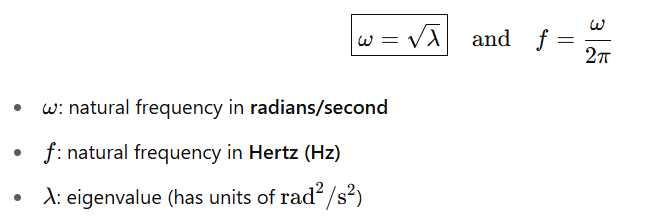 ω = √λ and f = ω/2π
• ω: natural frequency in radians/second
• f: natural frequency in Hertz (Hz)
• λ: eigenvalue (has units of rad²/s²)